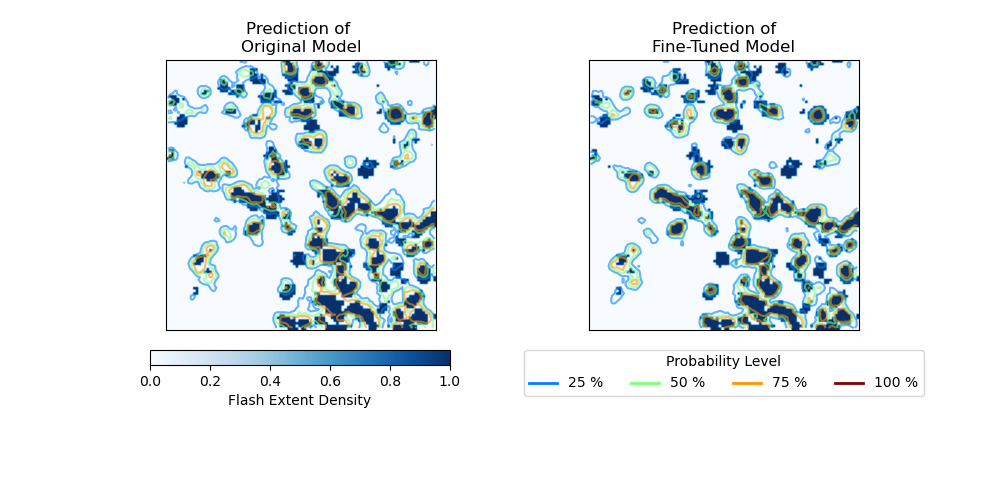 Prediction of
Original Model
Prediction of
Fine-Tuned Model
0.0 0.2 0.4 0.6 0.8 1.0
Flash Extent Density
Probability Level
25 % 50 % 75 % 100 %